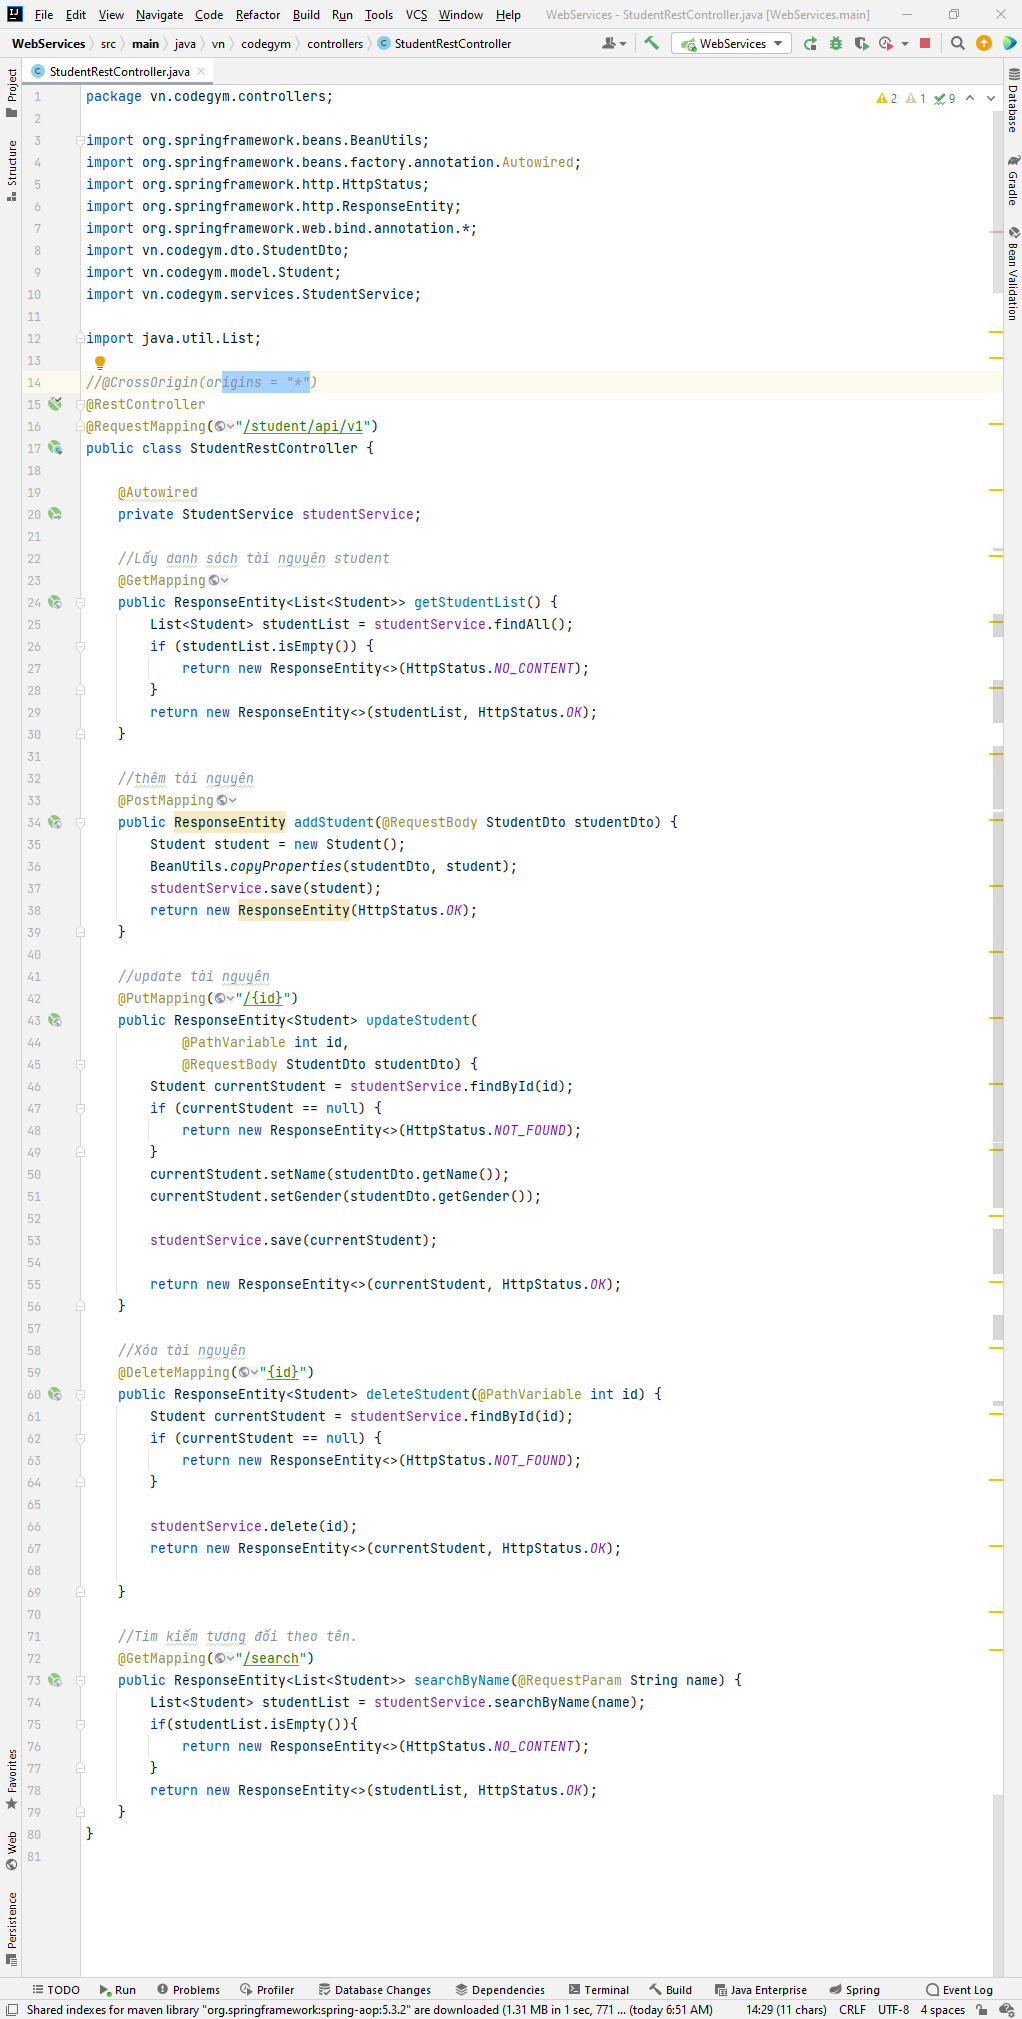 File Edit View Navigate Code Refactor Build Run Tools VCS Window Help WebServices - StudentRestController.java [WebServices.main]
WebServices src main java vn codegym controllers StudentRestController WebServices
Project
Structure
Favorites
Web
Persistence
StudentRestController.java
2 1 9
1 package vn.codegym.controllers;
2
3 import org.springframework.beans.BeanUtils;
4 import org.springframework.beans.factory.annotation.Autowired;
5 import org.springframework.http.HttpStatus;
6 import org.springframework.http.ResponseEntity;
7 import org.springframework.web.bind.annotation.*;
8 import vn.codegym.dto.StudentDto;
9 import vn.codegym.model.Student;
10 import vn.codegym.services.StudentService;
11
12 import java.util.List;
13
14 //@CrossOrigin(origins = "*")
15 @RestController
16 @RequestMapping("/student/api/v1")
17 public class StudentRestController {
18
19 @Autowired
20 private StudentService studentService;
21
22 //Lấy danh sách tài nguyên student
23 @GetMapping
24 public ResponseEntity<List<Student>> getStudentList() {
25 List<Student> studentList = studentService.findAll();
26 if (studentList.isEmpty()) {
27 return new ResponseEntity<>(HttpStatus.NO_CONTENT);
28 }
29 return new ResponseEntity<>(studentList, HttpStatus.OK);
30 }
31
32 //thêm tài nguyên
33 @PostMapping
34 public ResponseEntity addStudent(@RequestBody StudentDto studentDto) {
35 Student student = new Student();
36 BeanUtils.copyProperties(studentDto, student);
37 studentService.save(student);
38 return new ResponseEntity(HttpStatus.OK);
39 }
40
41 //update tài nguyên
42 @PutMapping("/{id}")
43 public ResponseEntity<Student> updateStudent(
44 @PathVariable int id,
45 @RequestBody StudentDto studentDto) {
46 Student currentStudent = studentService.findById(id);
47 if (currentStudent == null) {
48 return new ResponseEntity<>(HttpStatus.NOT_FOUND);
49 }
50 currentStudent.setName(studentDto.getName());
51 currentStudent.setGender(studentDto.getGender());
52
53 studentService.save(currentStudent);
54
55 return new ResponseEntity<>(currentStudent, HttpStatus.OK);
56 }
57
58 //Xóa tài nguyên
59 @DeleteMapping("{id}")
60 public ResponseEntity<Student> deleteStudent(@PathVariable int id) {
61 Student currentStudent = studentService.findById(id);
62 if (currentStudent == null) {
63 return new ResponseEntity<>(HttpStatus.NOT_FOUND);
64 }
65
66 studentService.delete(id);
67 return new ResponseEntity<>(currentStudent, HttpStatus.OK);
68
69 }
70
71 //Tìm kiếm tương đối theo tên.
72 @GetMapping("/search")
73 public ResponseEntity<List<Student>> searchByName(@RequestParam String name) {
74 List<Student> studentList = studentService.searchByName(name);
75 if(studentList.isEmpty()){
76 return new ResponseEntity<>(HttpStatus.NO_CONTENT);
77 }
78 return new ResponseEntity<>(studentList, HttpStatus.OK);
79 }
80 }
81
Database
Gradle
Bean Validation
TODO Run Problems Profiler Database Changes Dependencies Terminal Build Java Enterprise Spring Event Log
Shared indexes for maven library "org.springframework:spring-aop:5.3.2" are downloaded (1.31 MB in 1 sec, 771 ... (today 6:51 AM) 14:29 (11 chars) CRLF UTF-8 4 spaces